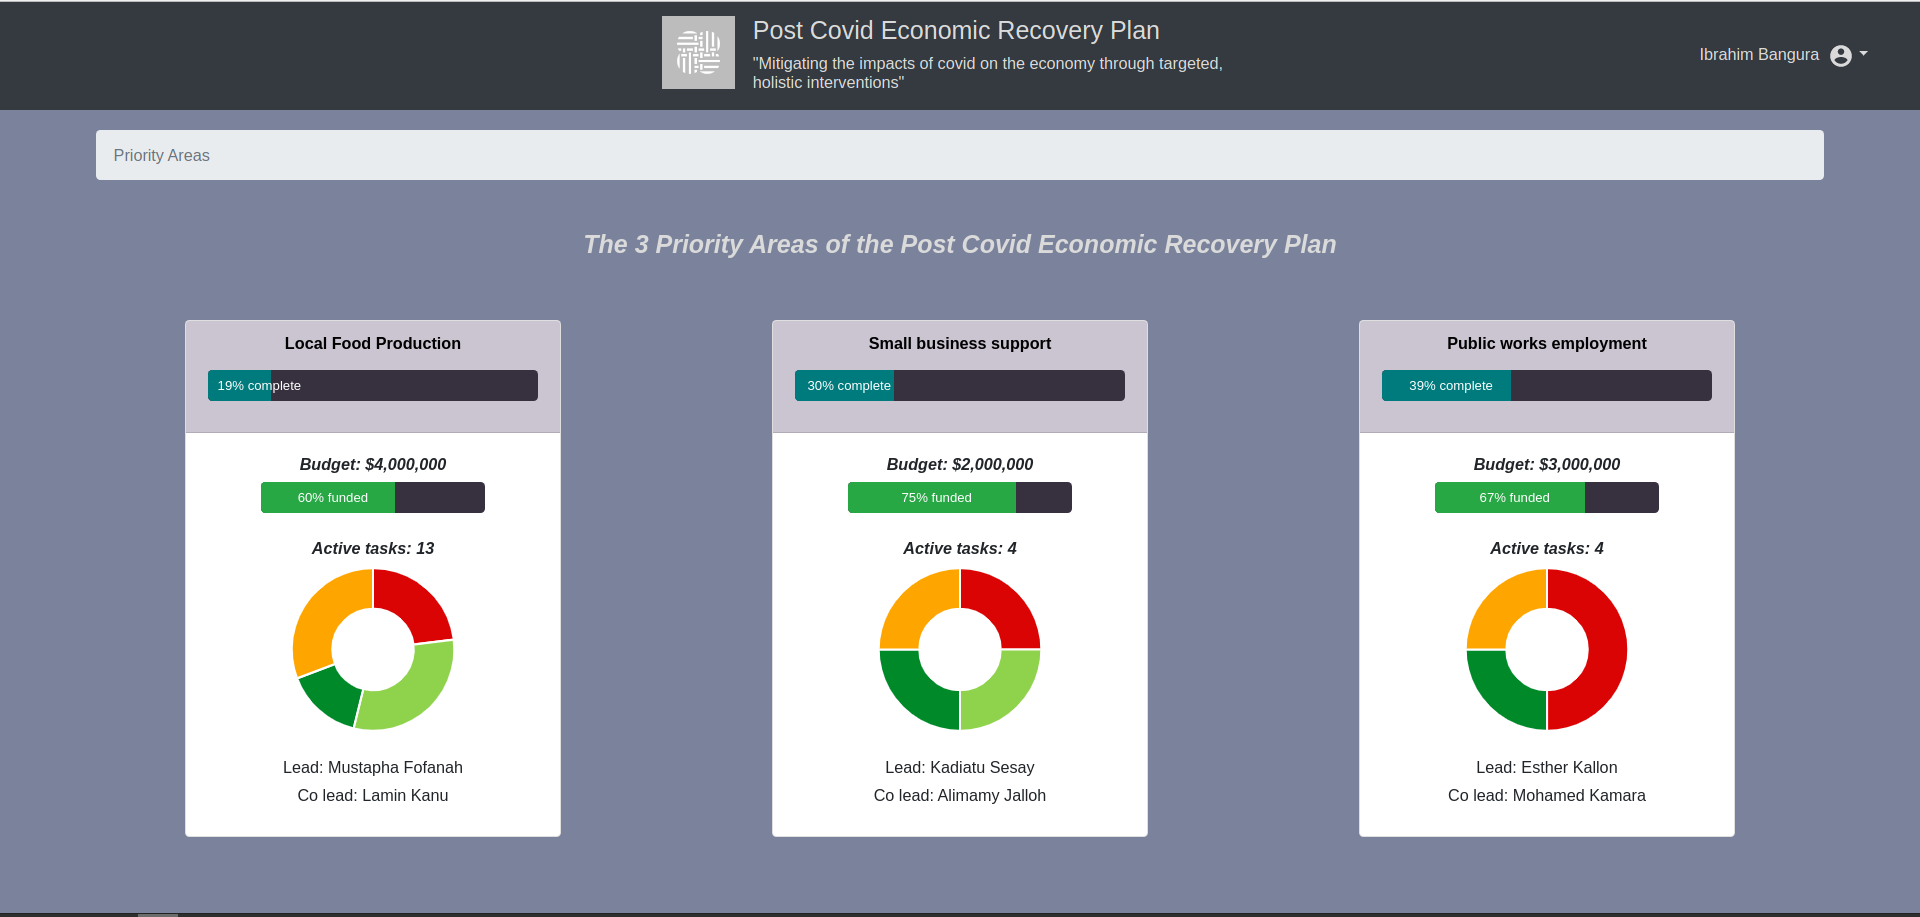 Post Covid Economic Recovery Plan
"Mitigating the impacts of covid on the economy through targeted,
holistic interventions"
Ibrahim Bangura
Priority Areas
The 3 Priority Areas of the Post Covid Economic Recovery Plan
Local Food Production
19% complete
Budget: $4,000,000
60% funded
Active tasks: 13
Lead: Mustapha Fofanah
Co lead: Lamin Kanu
Small business support
30% complete
Budget: $2,000,000
75% funded
Active tasks: 4
Lead: Kadiatu Sesay
Co lead: Alimamy Jalloh
Public works employment
39% complete
Budget: $3,000,000
67% funded
Active tasks: 4
Lead: Esther Kallon
Co lead: Mohamed Kamara